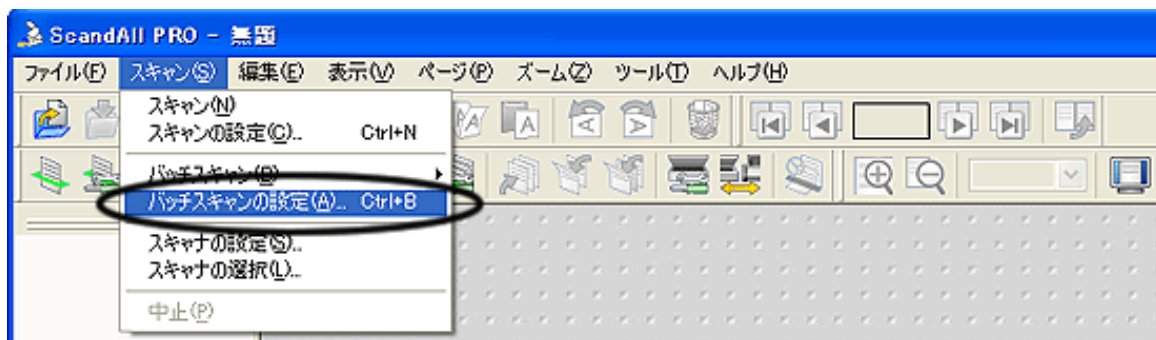 ScandAll PRO - 無題
ファイル(F) スキャン(S) 編集(E) 表示(V) ページ(P) ズーム(Z) ツール(T) ヘルプ(H)
スキャン(N)
スキャンの設定(C)... Ctrl+N
バッチスキャン(B)
バッチスキャンの設定(A)... Ctrl+B
スキャナの設定(S)...
スキャナの選択(L)...
中止(P)